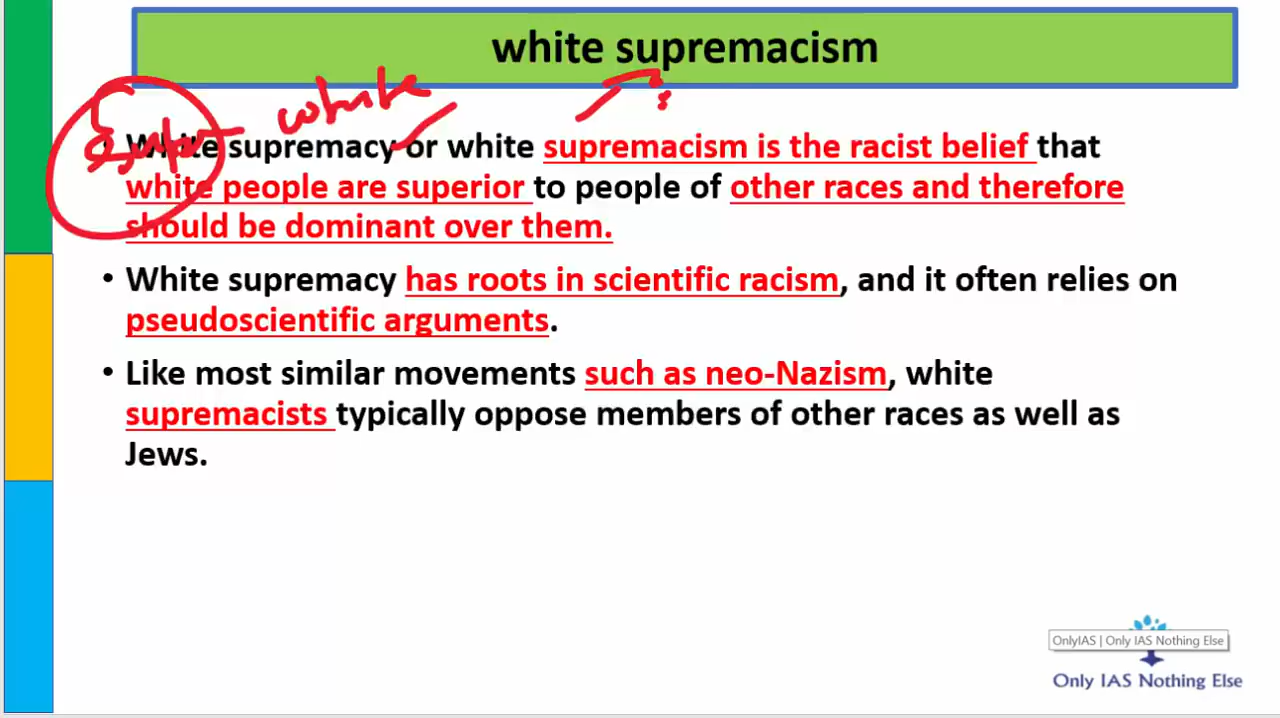 white supremacism
white
• White supremacy or white supremacism is the racist belief that
white people are superior to people of other races and therefore
should be dominant over them.
• White supremacy has roots in scientific racism, and it often relies on
pseudoscientific arguments.
• Like most similar movements such as neo-Nazism, white
supremacists typically oppose members of other races as well as
Jews.
OnlyIAS | Only IAS Nothing Else
Only IAS Nothing Else